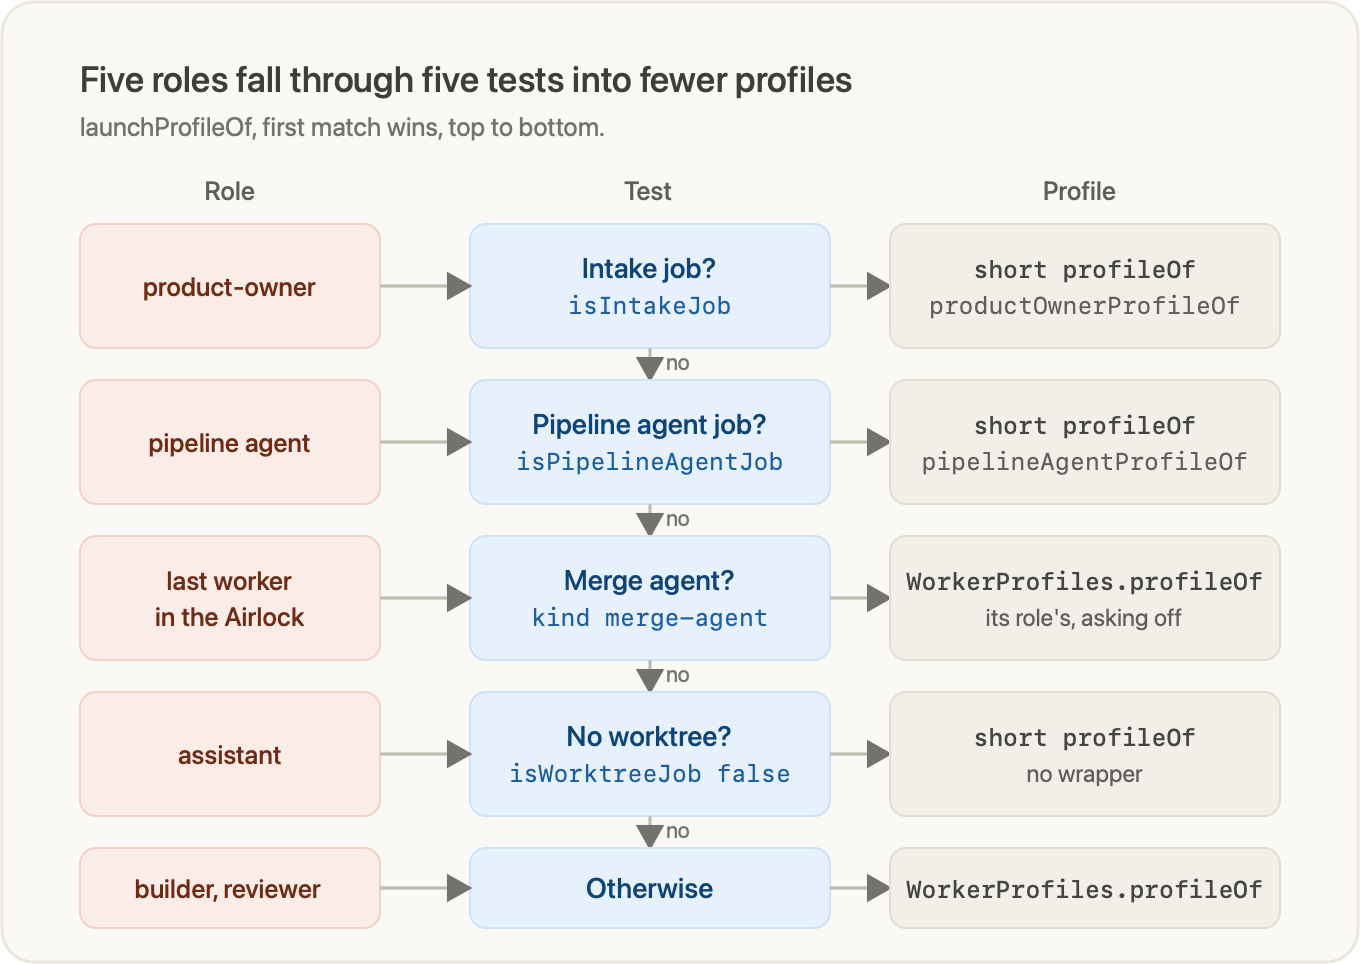 Five roles fall through five tests into fewer profiles
launchProfileOf, first match wins, top to bottom.
Role
Test
Profile
product-owner
Intake job?
isIntakeJob
short profileOf
productOwnerProfileOf
no
pipeline agent
Pipeline agent job?
isPipelineAgentJob
short profileOf
pipelineAgentProfileOf
no
last worker
in the Airlock
Merge agent?
kind merge-agent
WorkerProfiles.profileOf
its role's, asking off
no
assistant
No worktree?
isWorktreeJob false
short profileOf
no wrapper
no
builder, reviewer
Otherwise
WorkerProfiles.profileOf